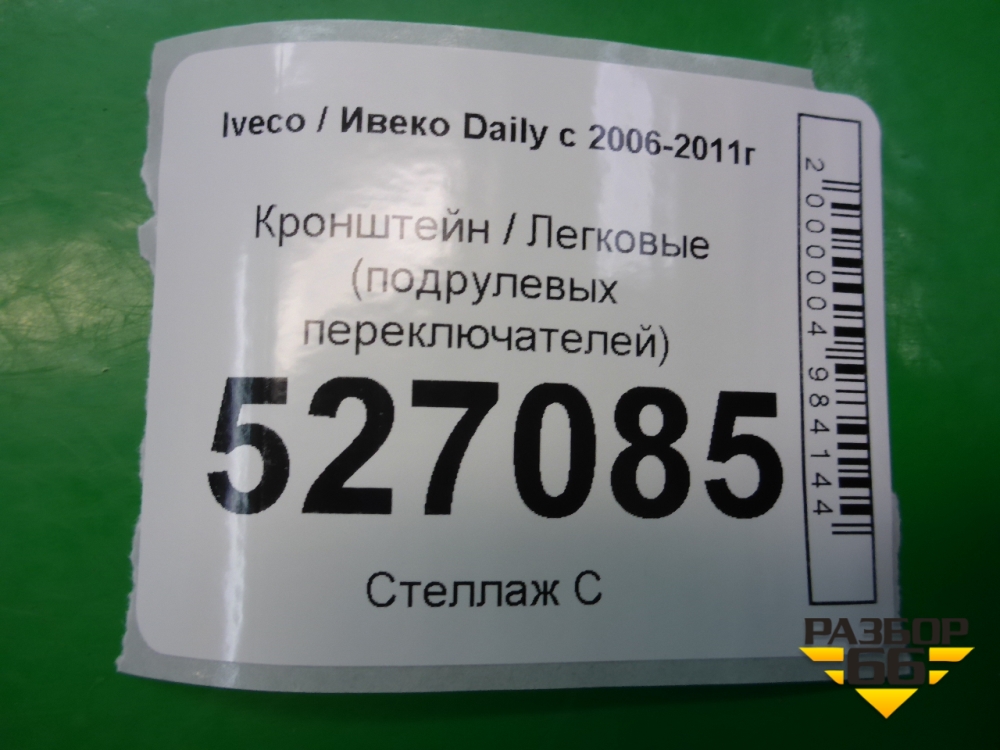 Iveco / Ивеко Daily с 2006-2011г
Кронштейн / Легковые
(подрулевых
переключателей)
527085
Стеллаж С
2000004984144
РАЗБОР
66